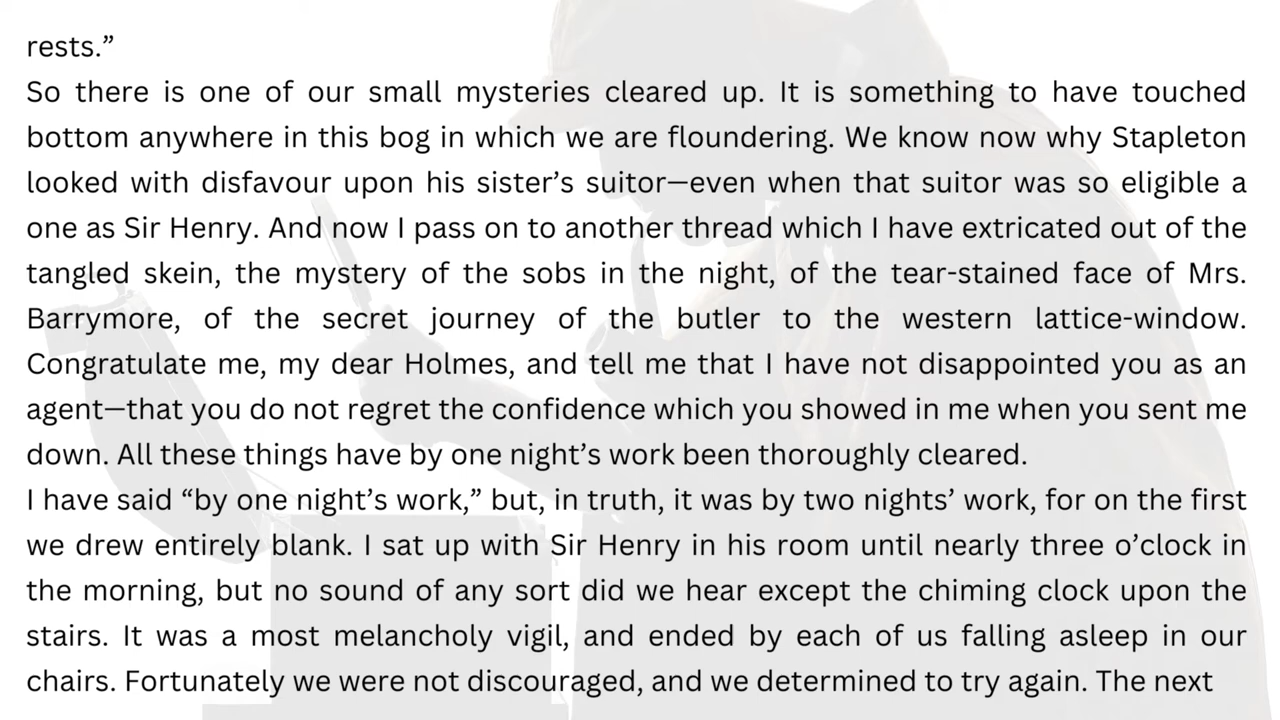 rests.”
So there is one of our small mysteries cleared up. It is something to have touched
bottom anywhere in this bog in which we are floundering. We know now why Stapleton
looked with disfavour upon his sister’s suitor—even when that suitor was so eligible a
one as Sir Henry. And now I pass on to another thread which I have extricated out of the
tangled skein, the mystery of the sobs in the night, of the tear-stained face of Mrs.
Barrymore, of the secret journey of the butler to the western lattice-window.
Congratulate me, my dear Holmes, and tell me that I have not disappointed you as an
agent—that you do not regret the confidence which you showed in me when you sent me
down. All these things have by one night’s work been thoroughly cleared.
I have said “by one night’s work,” but, in truth, it was by two nights’ work, for on the first
we drew entirely blank. I sat up with Sir Henry in his room until nearly three o’clock in
the morning, but no sound of any sort did we hear except the chiming clock upon the
stairs. It was a most melancholy vigil, and ended by each of us falling asleep in our
chairs. Fortunately we were not discouraged, and we determined to try again. The next